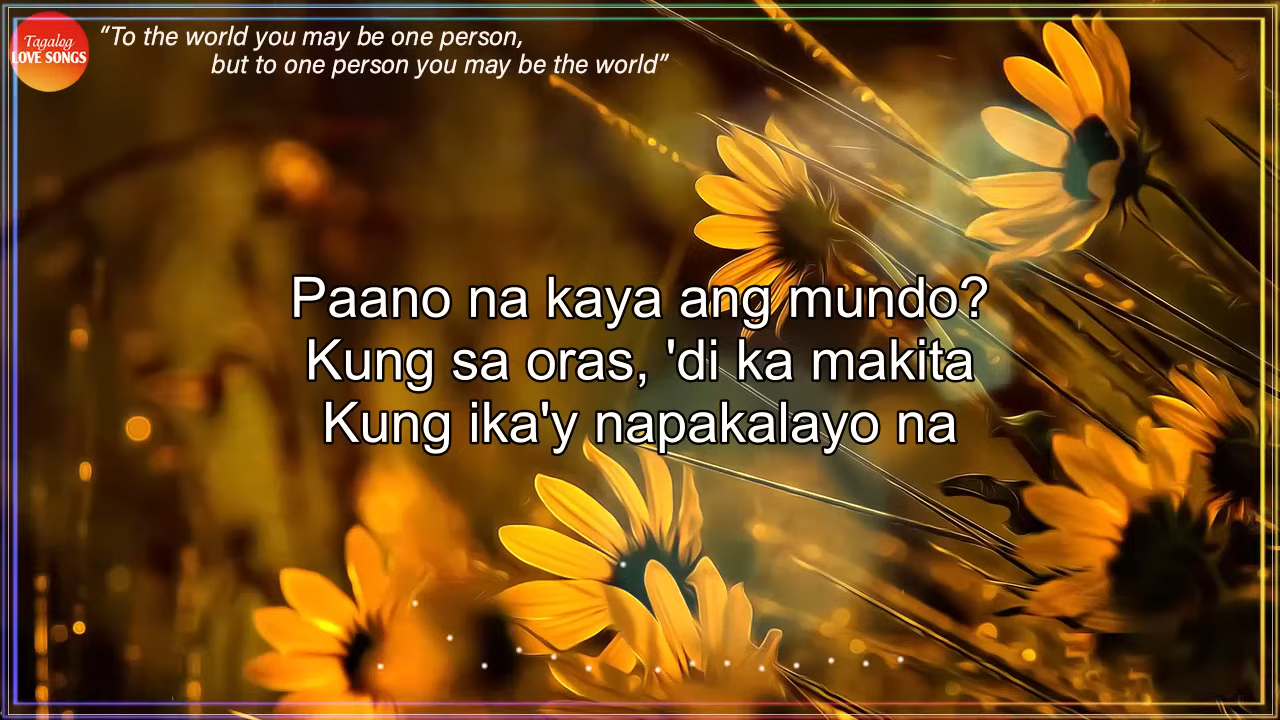 Tagalog
LOVE SONGS
“To the world you may be one person,
but to one person you may be the world”
Paano na kaya ang mundo?
Kung sa oras, 'di ka makita
Kung ika'y napakalayo na